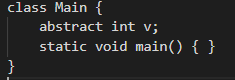 class Main {
    abstract int v;
    static void main() { }
}